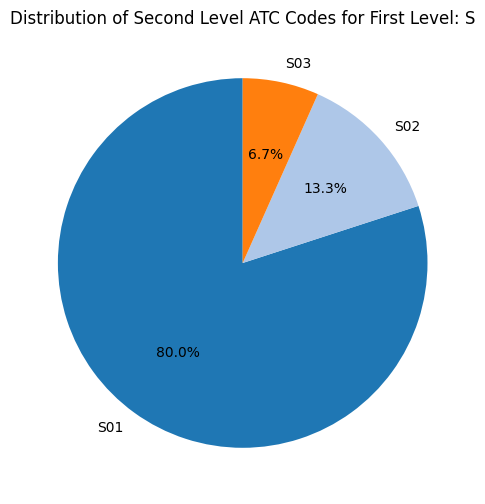 Distribution of Second Level ATC Codes for First Level: S
S03
S02
6.7%
13.3%
80.0%
S01